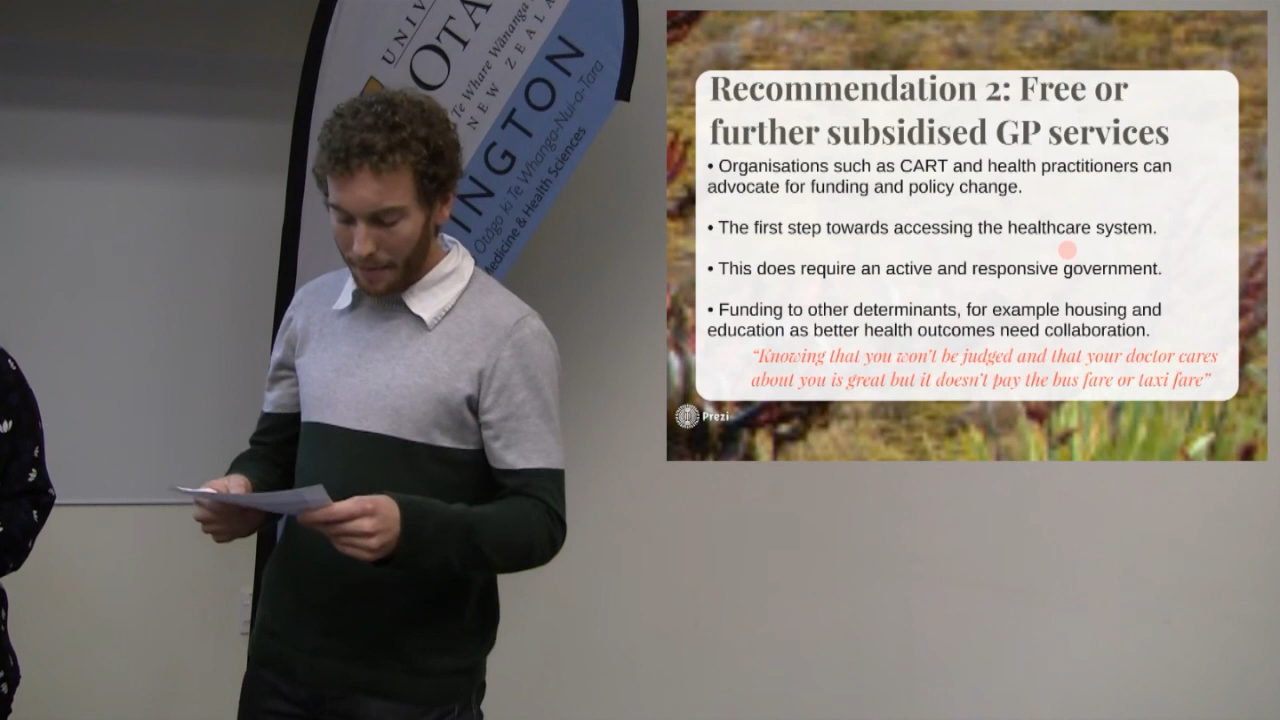 UNIV
OTA
Te Whare Wānanga
NEW ZEALA
INGTON
Otāgo ki Te Whanga-Nui-a-Tara
edicine & Health Sciences
Recommendation 2: Free or
further subsidised GP services
• Organisations such as CART and health practitioners can
advocate for funding and policy change.
• The first step towards accessing the healthcare system.
• This does require an active and responsive government.
• Funding to other determinants, for example housing and
education as better health outcomes need collaboration.
“Knowing that you won’t be judged and that your doctor cares
about you is great but it doesn’t pay the bus fare or taxi fare”
Prezi